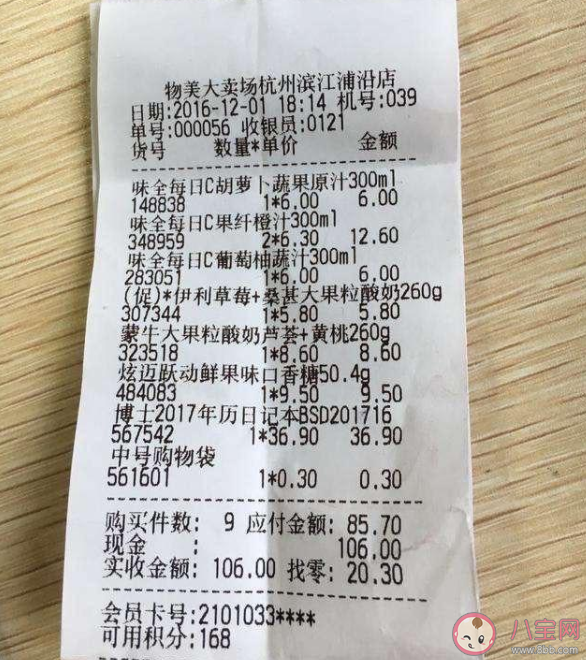 物美大卖场杭州滨江浦沿店
日期:2016-12-01 18:14 机号:039
单号:000056 收银员:0121
货号 数量*单价 金额
味全每日C胡萝卜蔬果原汁300ml
148838 1*6.00 6.00
味全每日C果纤橙汁300ml
348959 2*6.30 12.60
味全每日C葡萄柚蔬汁300ml
283051 1*6.00 6.00
(促)*伊利草莓+桑葚大果粒酸奶260g
307344 1*5.80 5.80
蒙牛大果粒酸奶芦荟+黄桃260g
323518 1*8.60 8.60
炫迈跃动鲜果味口香糖50.4g
484083 1*9.50 9.50
博士2017年历日记本BSD201716
567542 1*36.90 36.90
中号购物袋
561601 1*0.30 0.30
购买件数: 9 应付金额: 85.70
现金 : 106.00
实收金额: 106.00 找零: 20.30
会员卡号:2101033****
可用积分:168
八宝网
www.8bb.com